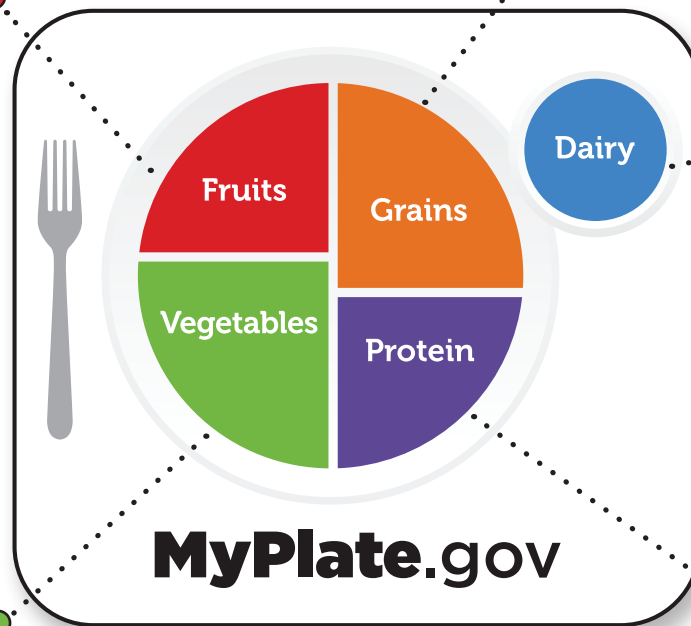 Dairy
Fruits
Grains
Vegetables
Protein
MyPlate.gov